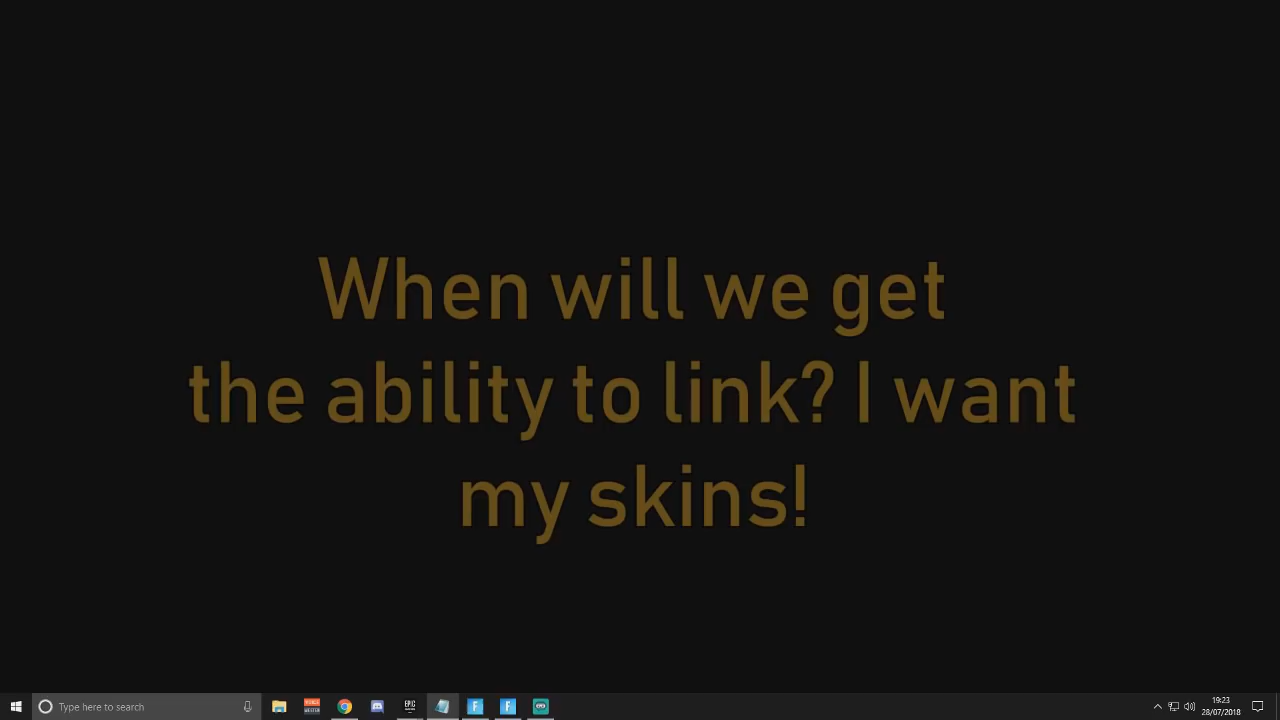 When will we get
the ability to link? I want
my skins!
Type here to search
EPIC
19:23
28/07/2018